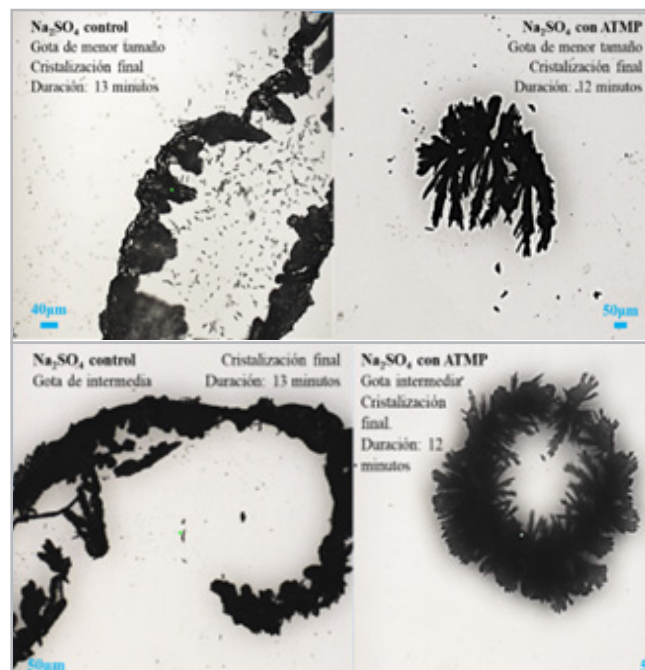 Na₂SO₄ control
Gota de menor tamaño
Cristalización final
Duración: 13 minutos
40µm
Na₂SO₄ con ATMP
Gota de menor tamaño
Cristalización final
Duración: .12 minutos
50µm
Na₂SO₄ control
Gota de intermedia
Cristalización final
Duración: 13 minutos
50µm
Na₂SO₄ con ATMP
Gota intermedia
Cristalización
final.
Duración: 12
minutos